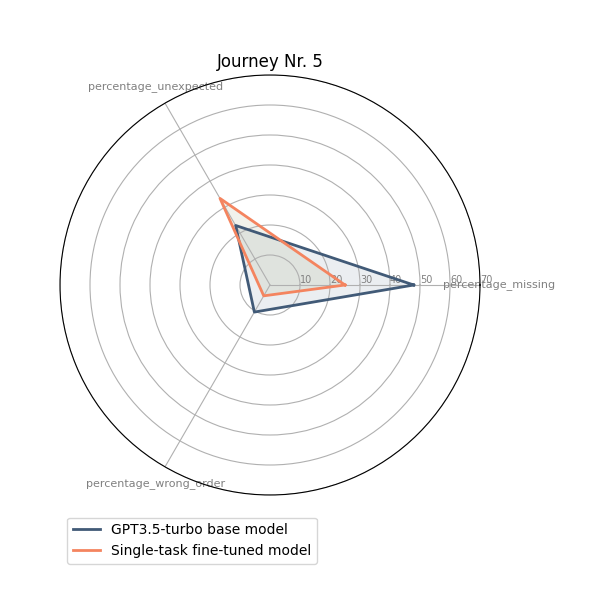 Journey Nr. 5
percentage_unexpected
10 20 30 40 50 60 70
percentage_missing
percentage_wrong_order
GPT3.5-turbo base model
Single-task fine-tuned model